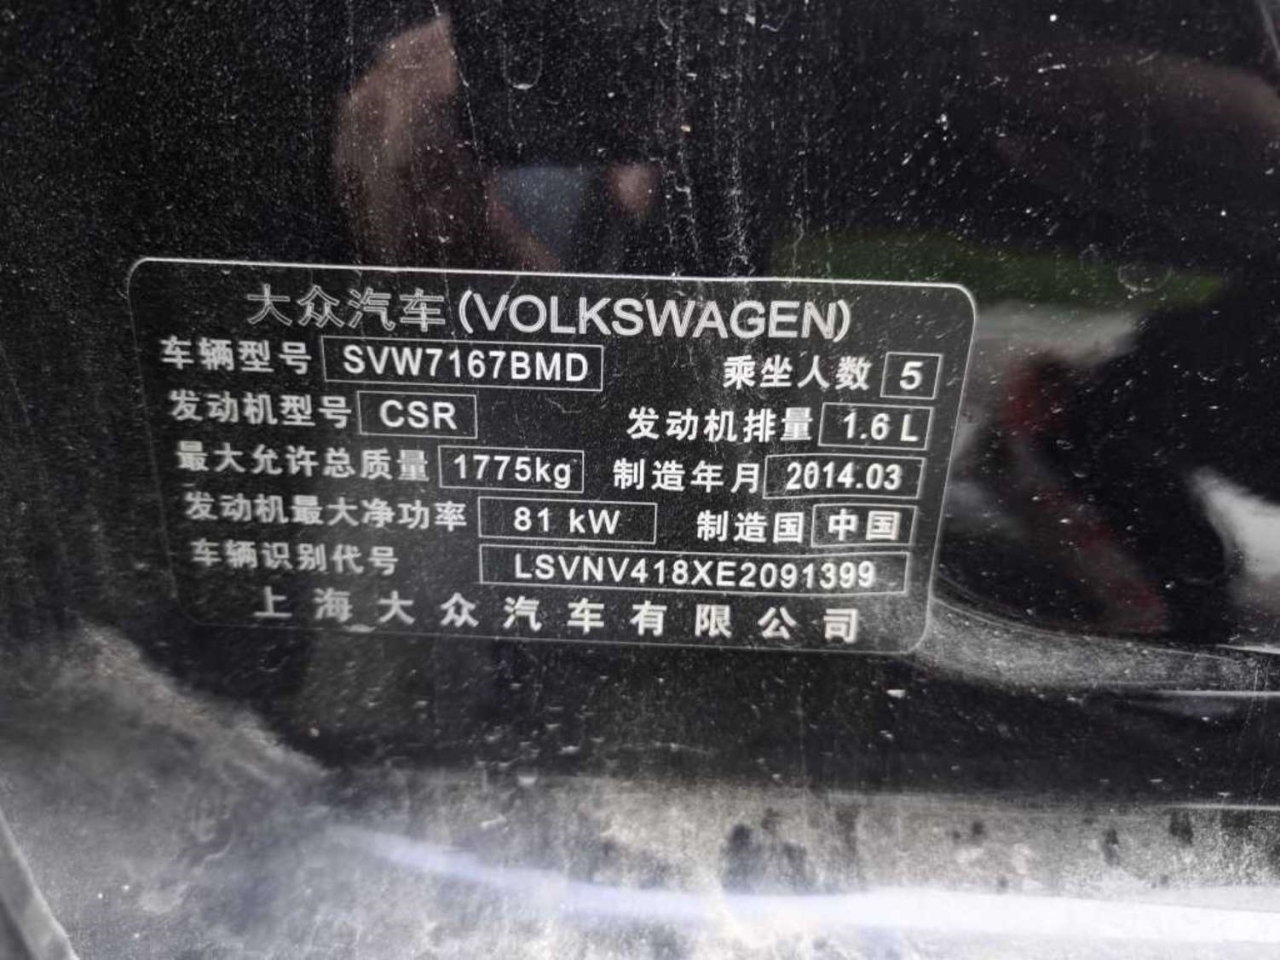 大众汽车(VOLKSWAGEN)
车辆型号 SVW7167BMD 乘坐人数 5
发动机型号 CSR 发动机排量 1.6 L
最大允许总质量 1775kg 制造年月 2014.03
发动机最大净功率 81 kW 制造国 中国
车辆识别代号 LSVNV418XE2091399
上海大众汽车有限公司